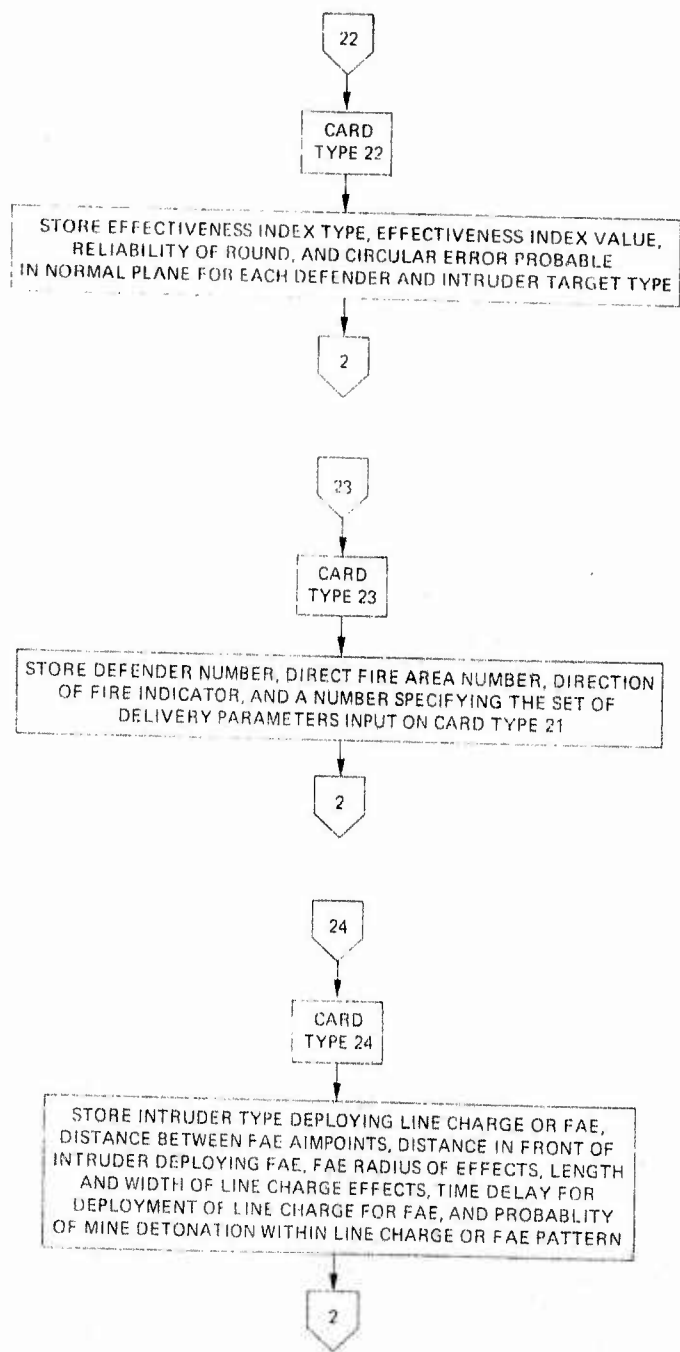 22
CARD
TYPE 22
STORE EFFECTIVENESS INDEX TYPE, EFFECTIVENESS INDEX VALUE,
RELIABILITY OF ROUND, AND CIRCULAR ERROR PROBABLE
IN NORMAL PLANE FOR EACH DEFENDER AND INTRUDER TARGET TYPE
2
23
CARD
TYPE 23
STORE DEFENDER NUMBER, DIRECT FIRE AREA NUMBER, DIRECTION
OF FIRE INDICATOR, AND A NUMBER SPECIFYING THE SET OF
DELIVERY PARAMETERS INPUT ON CARD TYPE 21
2
24
CARD
TYPE 24
STORE INTRUDER TYPE DEPLOYING LINE CHARGE OR FAE,
DISTANCE BETWEEN FAE AIMPOINTS, DISTANCE IN FRONT OF
INTRUDER DEPLOYING FAE, FAE RADIUS OF EFFECTS, LENGTH
AND WIDTH OF LINE CHARGE EFFECTS, TIME DELAY FOR
DEPLOYMENT OF LINE CHARGE FOR FAE, AND PROBABLITY
OF MINE DETONATION WITHIN LINE CHARGE OR FAE PATTERN
2